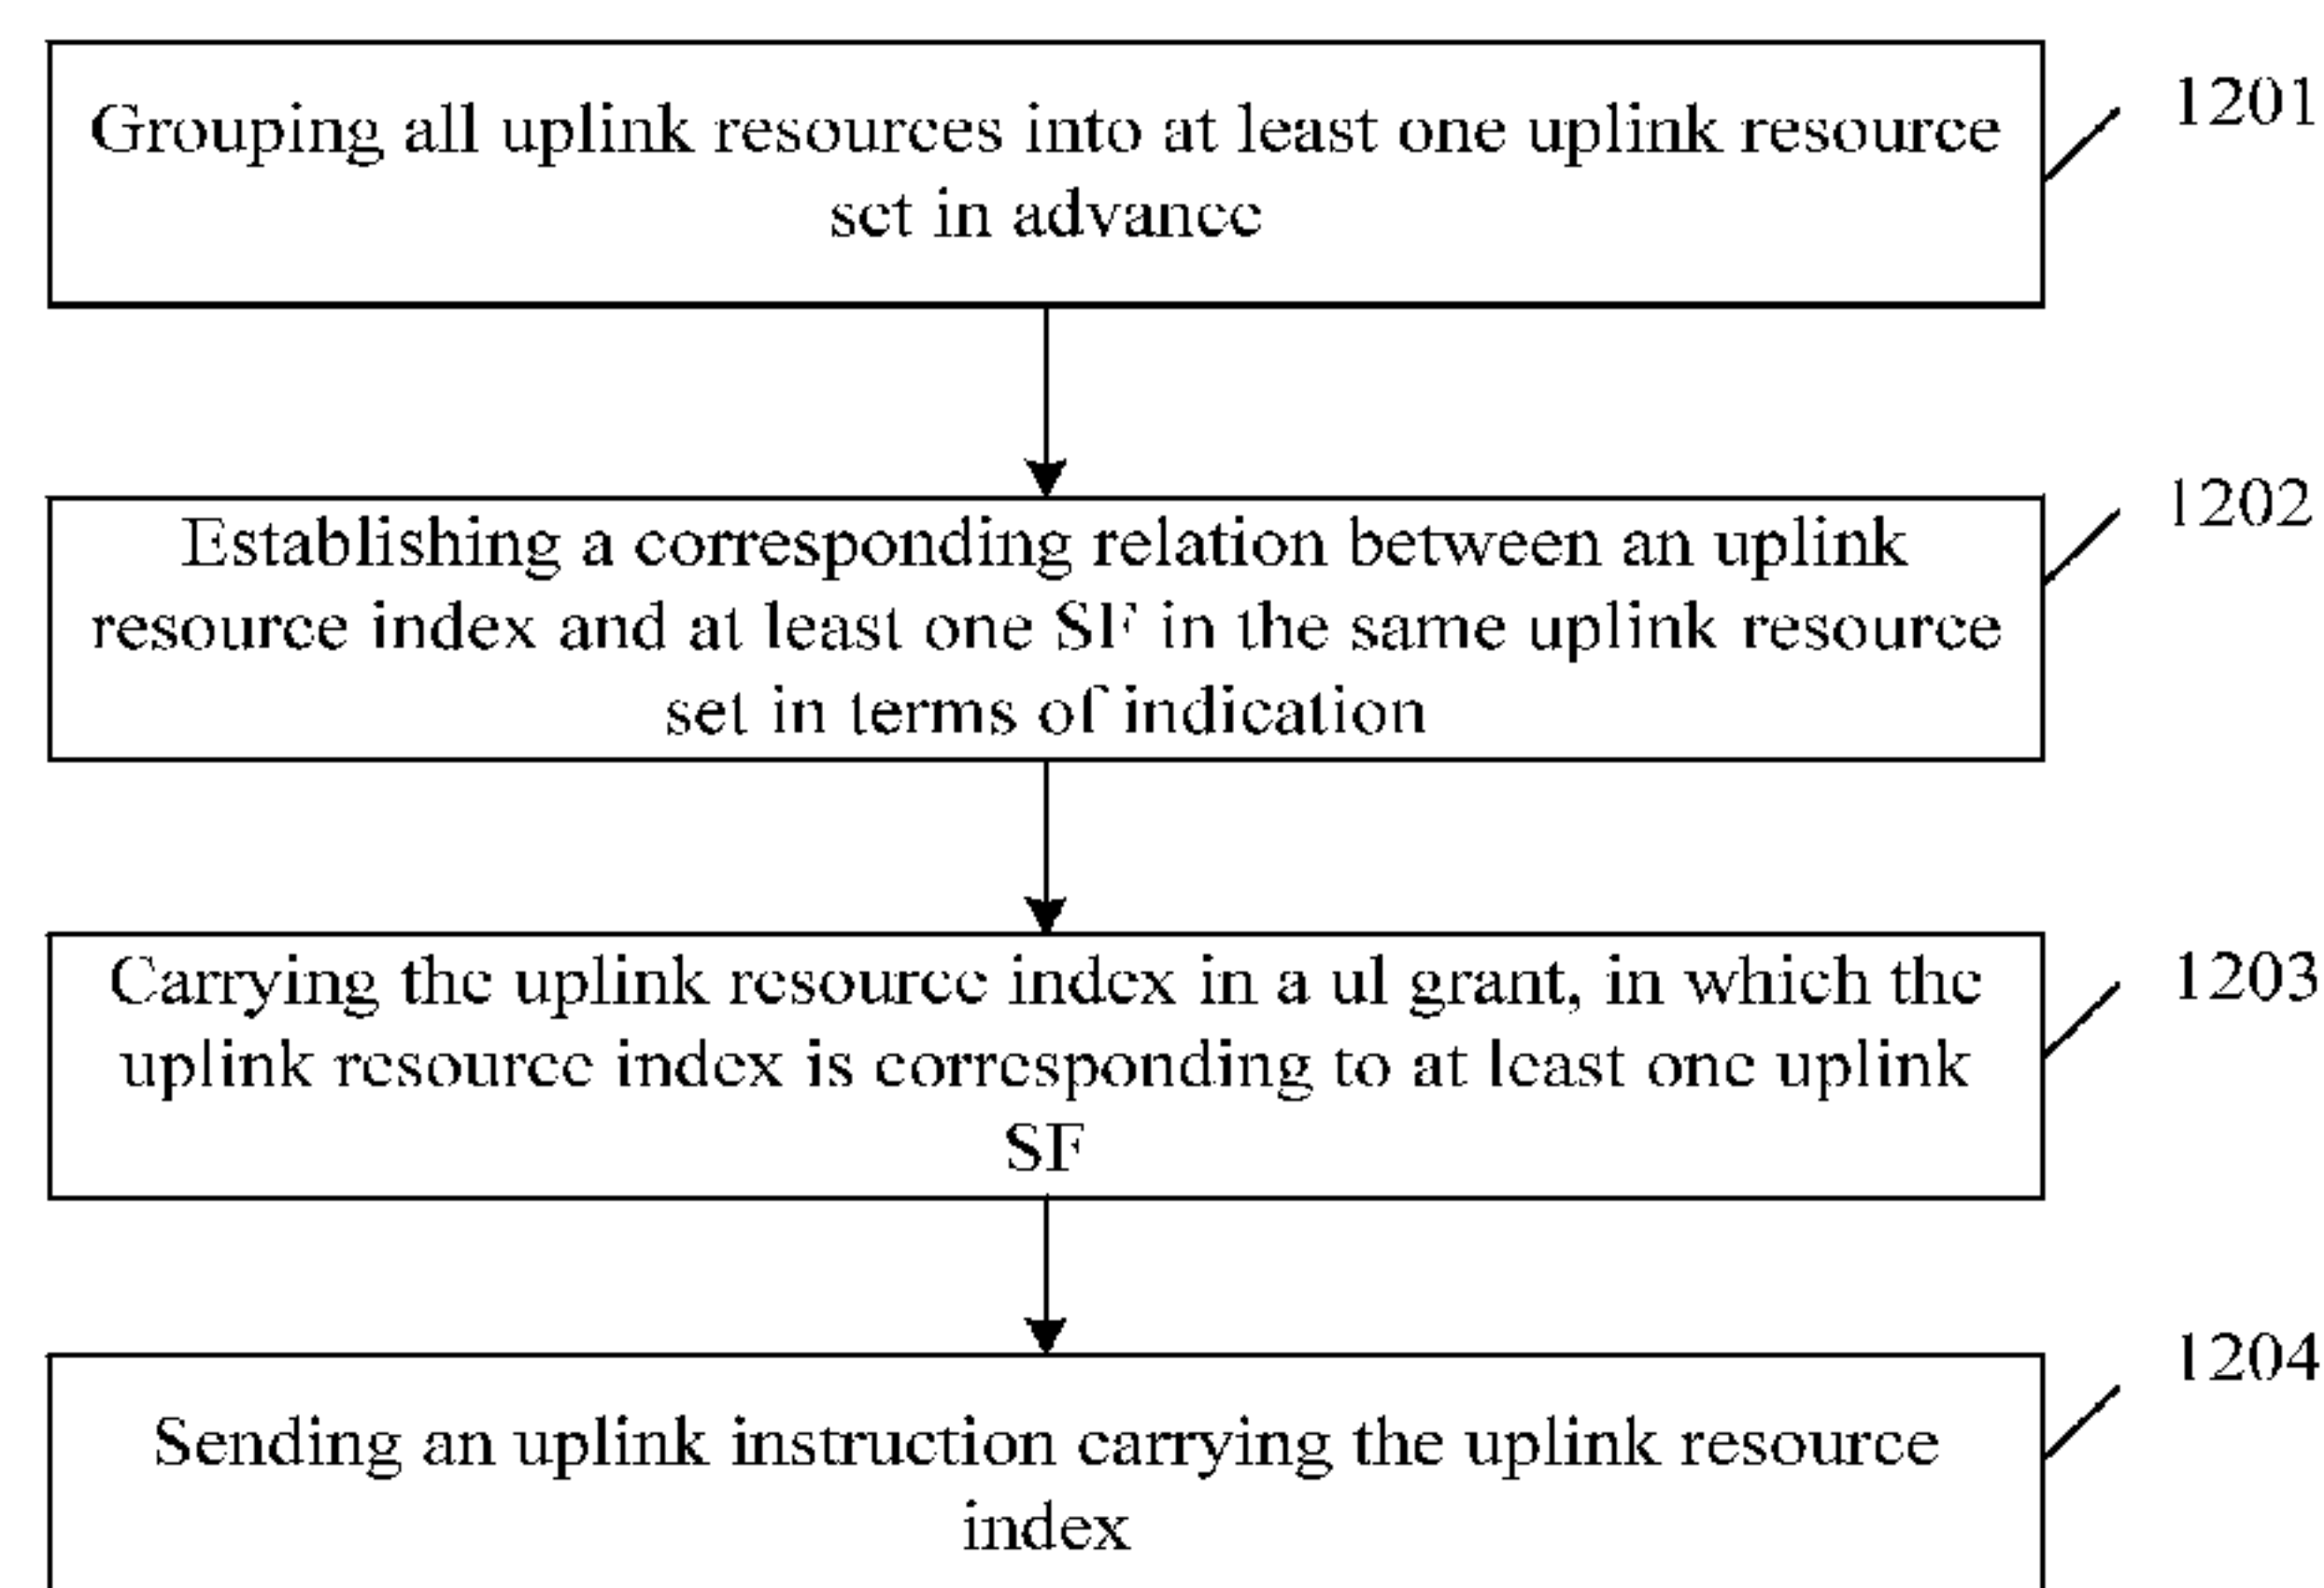 Grouping all uplink resources into at least one uplink resource
set in advance
1201
Establishing a corresponding relation between an uplink
resource index and at least one SF in the same uplink resource
set in terms of indication
1202
Carrying the uplink resource index in a ul grant, in which the
uplink resource index is corresponding to at least one uplink
SF
1203
Sending an uplink instruction carrying the uplink resource
index
1204